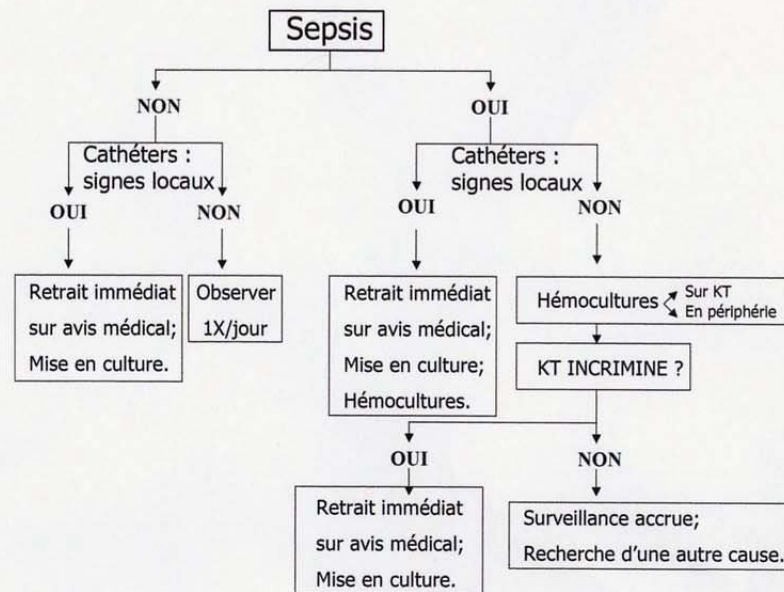 Sepsis
NON
OUI
Cathéters :
signes locaux
Cathéters :
signes locaux
OUI
NON
OUI
NON
Retrait immédiat
sur avis médical;
Mise en culture.
Observer
1X/jour
Retrait immédiat
sur avis médical;
Mise en culture;
Hémocultures.
Hémocultures
Sur KT
En périphérie
KT INCRIMINE ?
OUI
NON
Retrait immédiat
sur avis médical;
Mise en culture.
Surveillance accrue;
Recherche d'une autre cause.